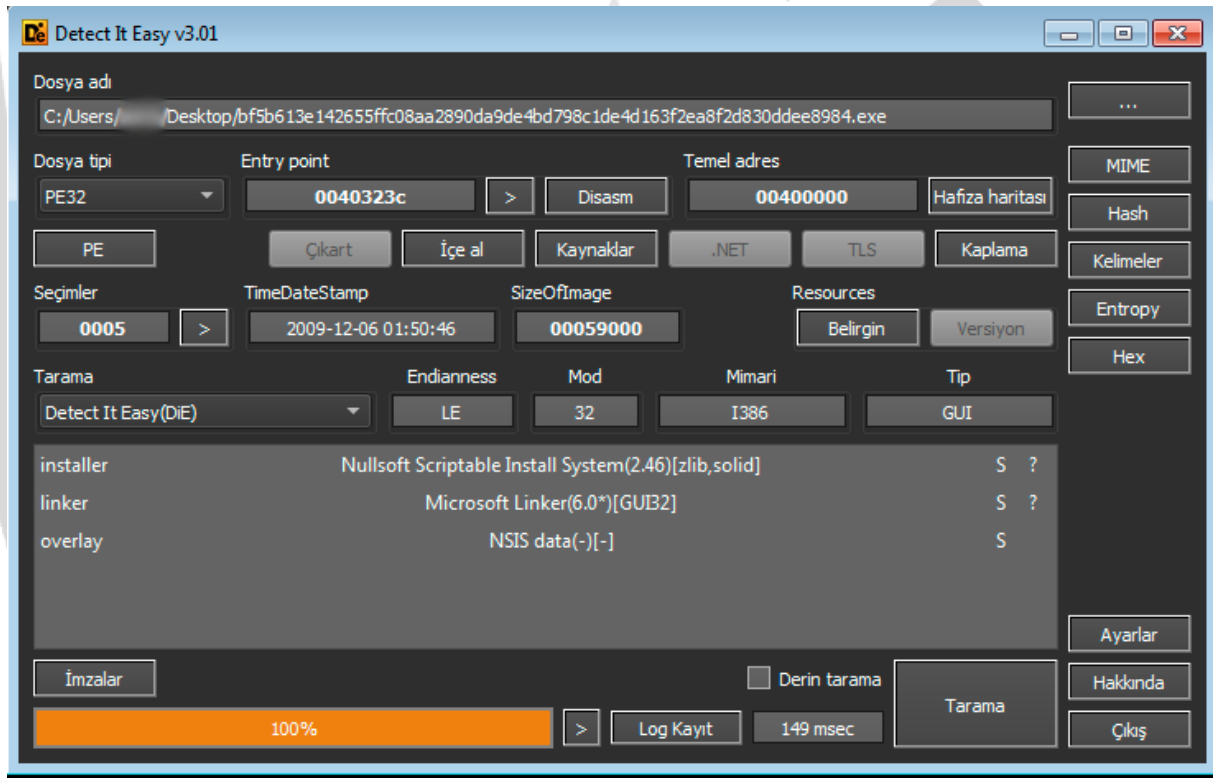 Detect It Easy v3.01
Dosya adı
C:/Users/ /Desktop/bf5b613e142655ffc08aa2890da9de4bd798c1de4d163f2ea8f2d830ddee8984.exe
...
Dosya tipi Entry point Temel adres
MIME
PE32 0040323c > Disasm 00400000 Hafıza haritası
Hash
PE Çıkart İçe al Kaynaklar .NET TLS Kaplama
Kelimeler
Seçimler TimeDateStamp SizeOfImage Resources
Entropy
0005 > 2009-12-06 01:50:46 00059000 Belirgin Versiyon
Hex
Tarama Endianness Mod Mimari Tip
Detect It Easy(DiE) LE 32 I386 GUI
installer Nullsoft Scriptable Install System(2.46)[zlib,solid] S ?
linker Microsoft Linker(6.0*)[GUI32] S ?
overlay NSIS data(-)[-] S
Ayarlar
İmzalar Derin tarama Tarama Hakkında
100% > Log Kayıt 149 msec Çıkış